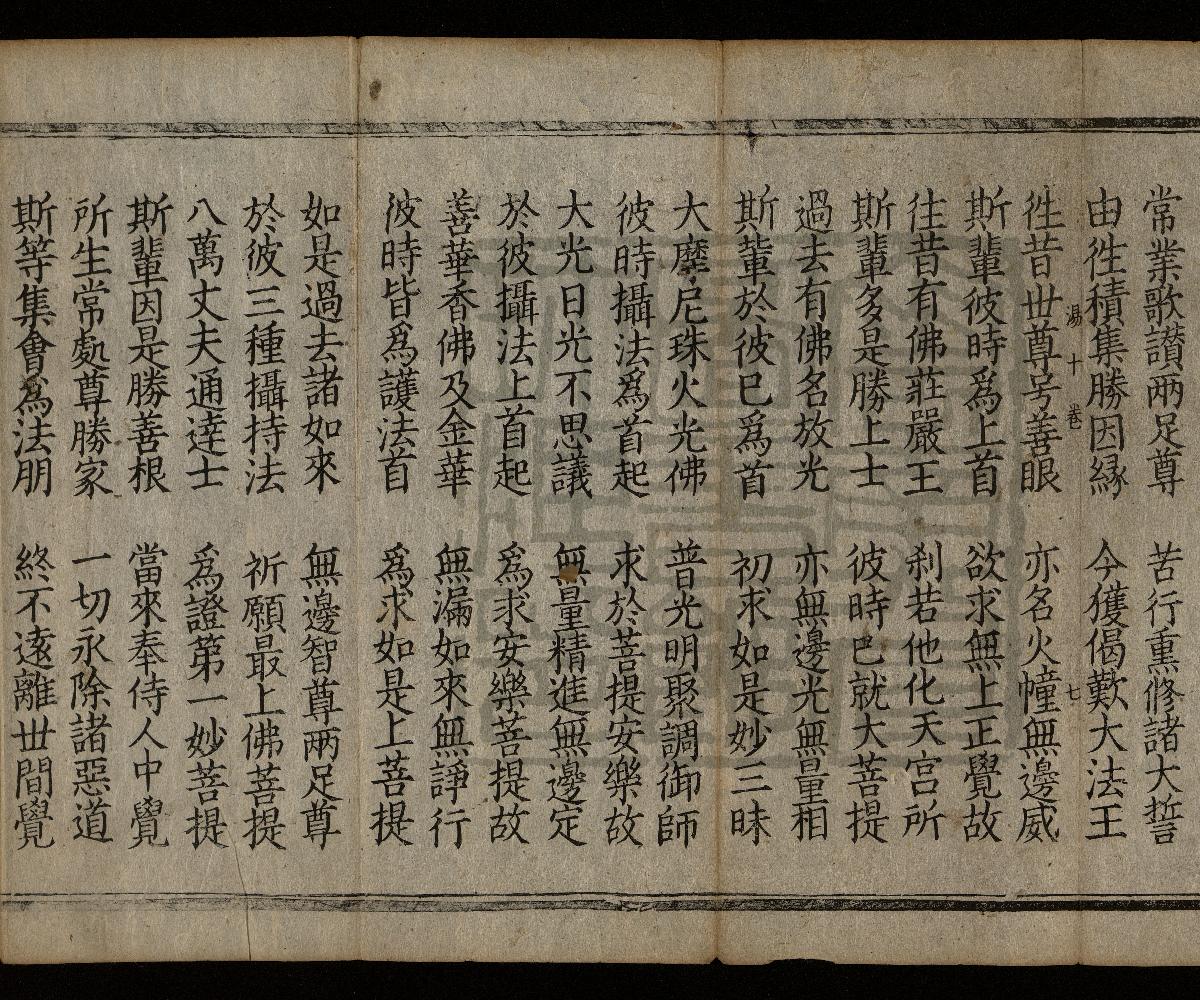 常業歌讃兩足尊　苦行熏修諸大誓
由徃積集勝因縁　今獲偈歎大法王
湯　十　卷　七
徃昔丗尊号善眼　亦名火幢無邊威
斯輩彼時爲上首　欲求無上正覺故
往昔有佛莊嚴王　刹若他化天宮所
斯輩多是勝上士　彼時已就大菩提
過去有佛名放光　亦無邊光無量相
斯輩於彼已爲首　初求如是妙三昧
大麼尼珠火光佛　普光明聚調御師
彼時攝法爲首起　求於菩提安樂故
大光日光不思議　無量精進無邊定
於彼攝法上首起　爲求安樂菩提故
善華香佛及金華　無漏如來無諍行
彼時皆爲護法首　爲求如是上菩提
如是過去諸如來　無邊智尊兩足尊
於彼三種攝持法　祈願最上佛菩提
八萬丈夫通達士　爲證第一妙菩提
斯輩因是勝善根　當來奉侍人中覺
所生常處尊勝家　一切永除諸惡道
斯等集會爲法朋　終不遠離丗間覺